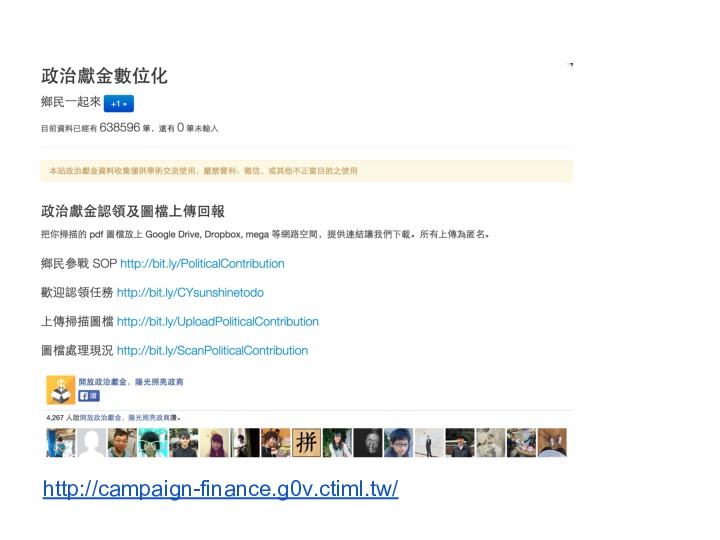 政治獻金數位化
鄉民一起來 +1 »
目前資料已經有 638596 筆，還有 0 筆未輸入
本站政治獻金資料收集僅供學術交流使用，嚴禁營利、徵信，或其他不正當目的之使用
政治獻金認領及圖檔上傳回報
把你掃描的 pdf 圖檔放上 Google Drive, Dropbox, mega 等網路空間，提供連結讓我們下載。所有上傳為匿名。
鄉民參戰 SOP http://bit.ly/PoliticalContribution
歡迎認領任務 http://bit.ly/CYsunshinetodo
上傳掃描圖檔 http://bit.ly/UploadPoliticalContribution
圖檔處理現況 http://bit.ly/ScanPoliticalContribution
開放政治獻金，陽光照亮政商
讚
4,267 人說開放政治獻金，陽光照亮政商讚。
拼
http://campaign-finance.g0v.ctiml.tw/